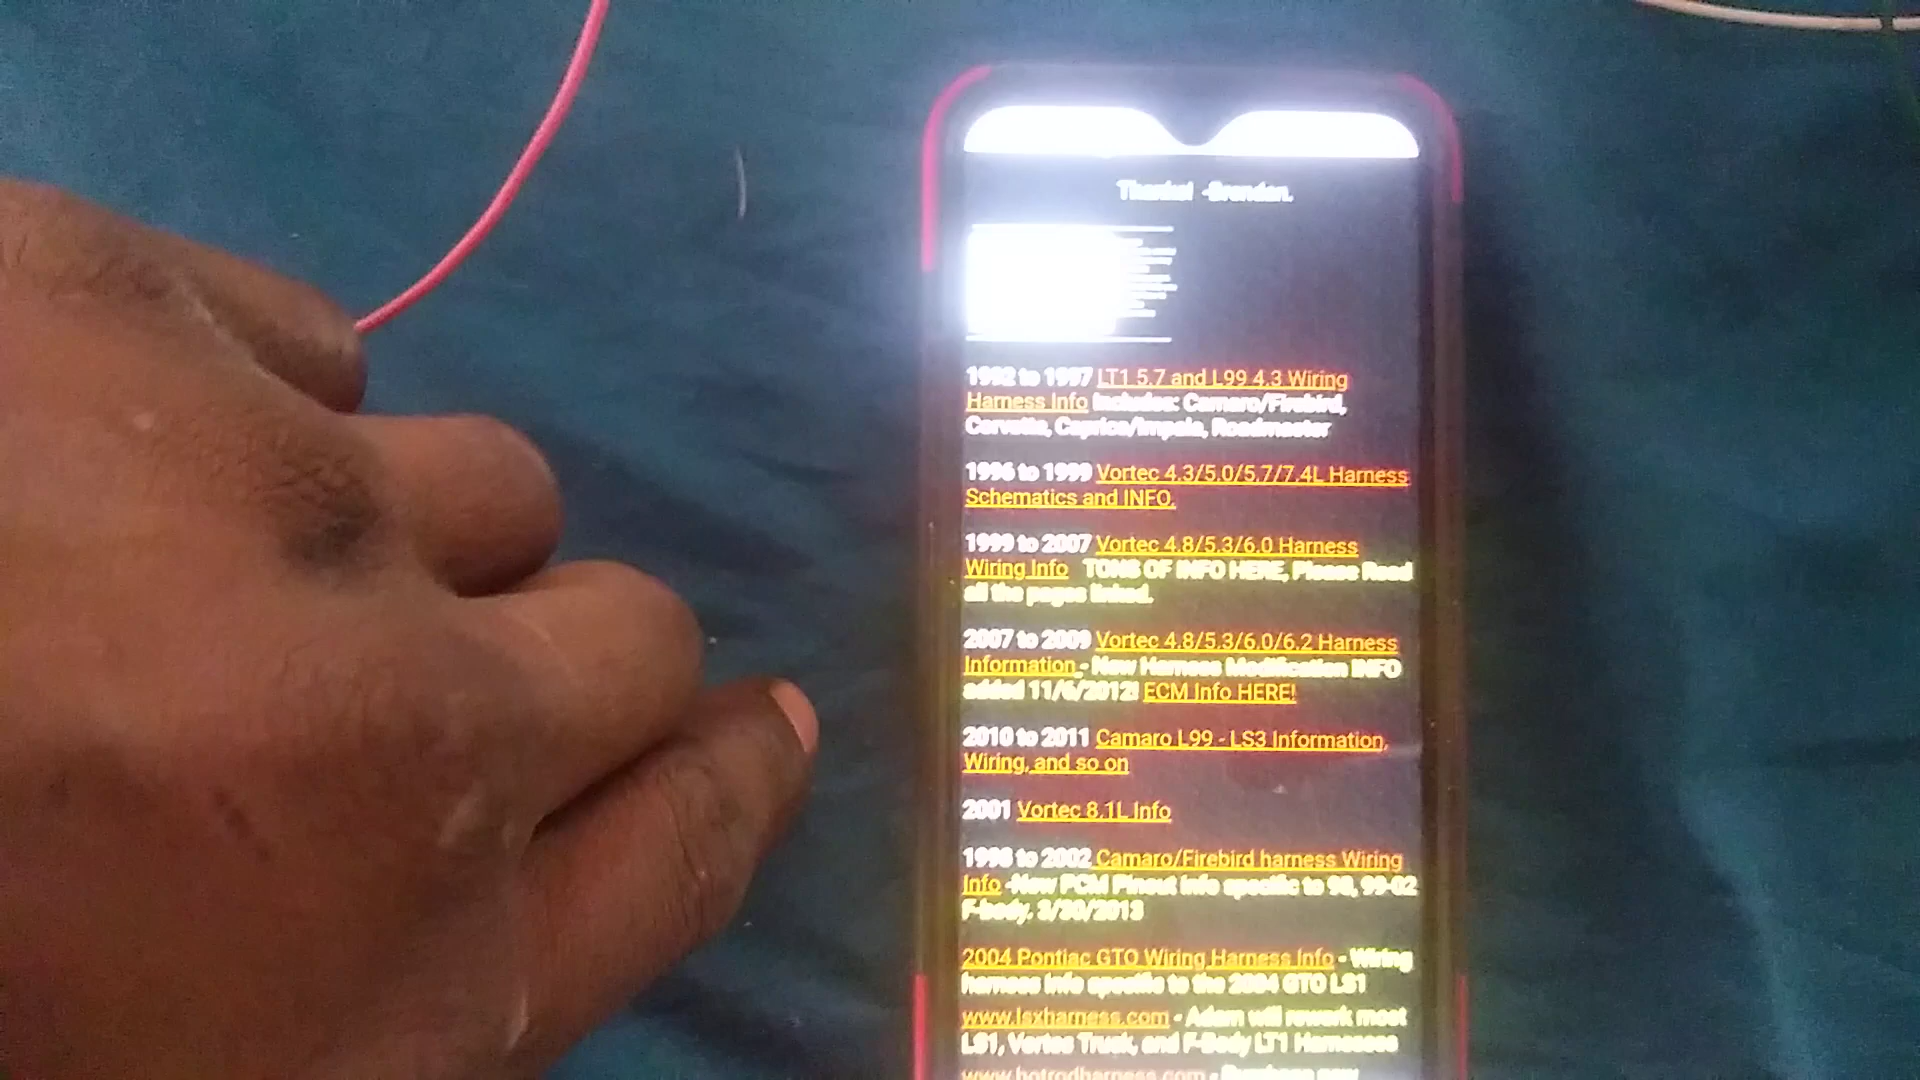 Thanks! -Brendan.
1992 to 1997 LT1 5.7 and L99 4.3 Wiring
Harness Info Includes: Camaro/Firebird,
Corvette, Caprice/Impala, Roadmaster
1996 to 1999 Vortec 4.3/5.0/5.7/7.4L Harness
Schematics and INFO.
1999 to 2007 Vortec 4.8/5.3/6.0 Harness
Wiring Info TONS OF INFO HERE, Please Read
all the pages linked.
2007 to 2009 Vortec 4.8/5.3/6.0/6.2 Harness
Information - New Harness Modification INFO
added 11/6/2012! ECM Info HERE!
2010 to 2011 Camaro L99 - LS3 Information,
Wiring, and so on
2001 Vortec 8.1L Info
1998 to 2002 Camaro/Firebird harness Wiring
Info -New PCM Pinout info specific to 98, 99-02
F-body. 3/30/2013
2004 Pontiac GTO Wiring Harness Info - Wiring
harness info specific to the 2004 GTO LS1
www.lsxharness.com - Adam will rework most
LS1, Vortec Truck, and F-Body LT1 Harnesses
www.hotrodharness.com - Purchase new